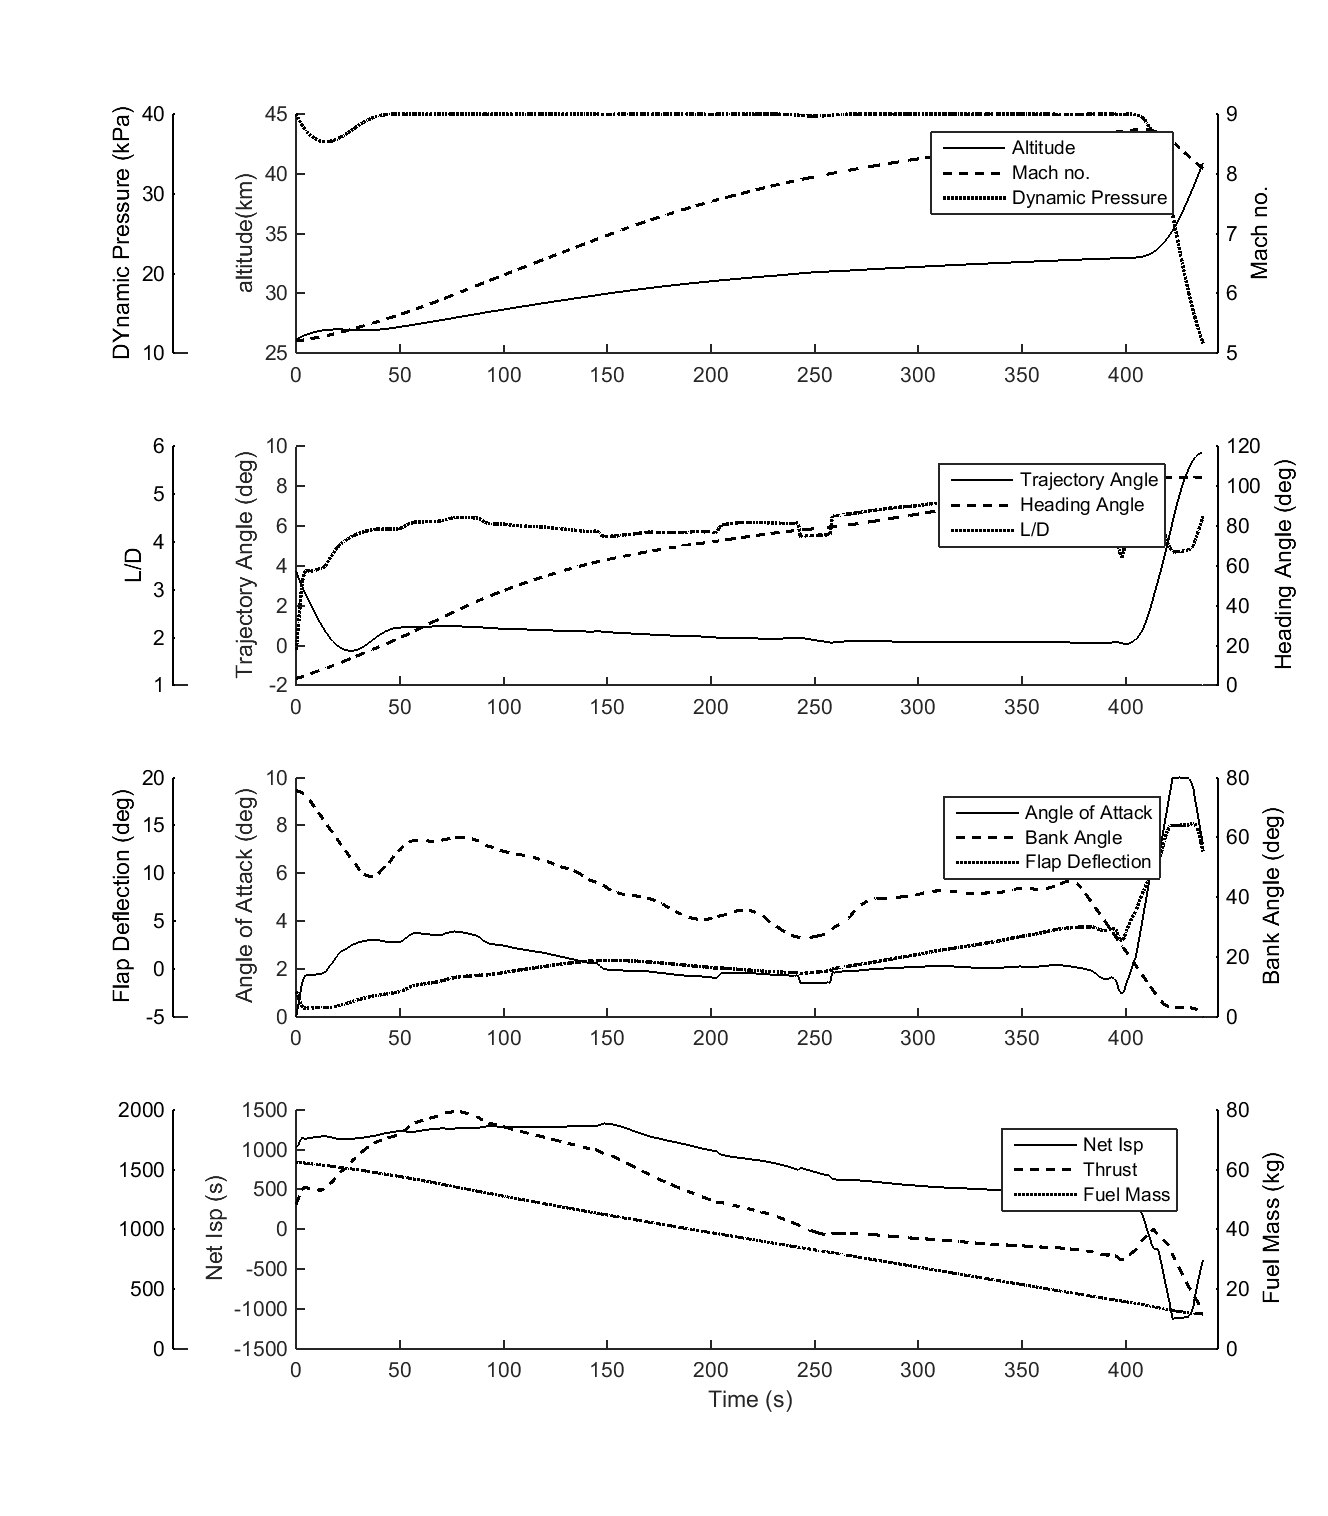 DYnamic Pressure (kPa)
40
30
20
10
altitude(km)
45
40
35
30
25
Altitude
Mach no.
Dynamic Pressure
9
8
7
6
5
Mach no.
0 50 100 150 200 250 300 350 400
L/D
6
5
4
3
2
1
Trajectory Angle (deg)
10
8
6
4
2
0
-2
Trajectory Angle
Heading Angle
L/D
120
100
80
60
40
20
0
Heading Angle (deg)
0 50 100 150 200 250 300 350 400
Flap Deflection (deg)
20
15
10
5
0
-5
Angle of Attack (deg)
10
8
6
4
2
0
Angle of Attack
Bank Angle
Flap Deflection
80
60
40
20
0
Bank Angle (deg)
0 50 100 150 200 250 300 350 400
2000
1500
1000
500
0
Net Isp (s)
1500
1000
500
0
-500
-1000
-1500
Net Isp
Thrust
Fuel Mass
80
60
40
20
0
Fuel Mass (kg)
0 50 100 150 200 250 300 350 400
Time (s)